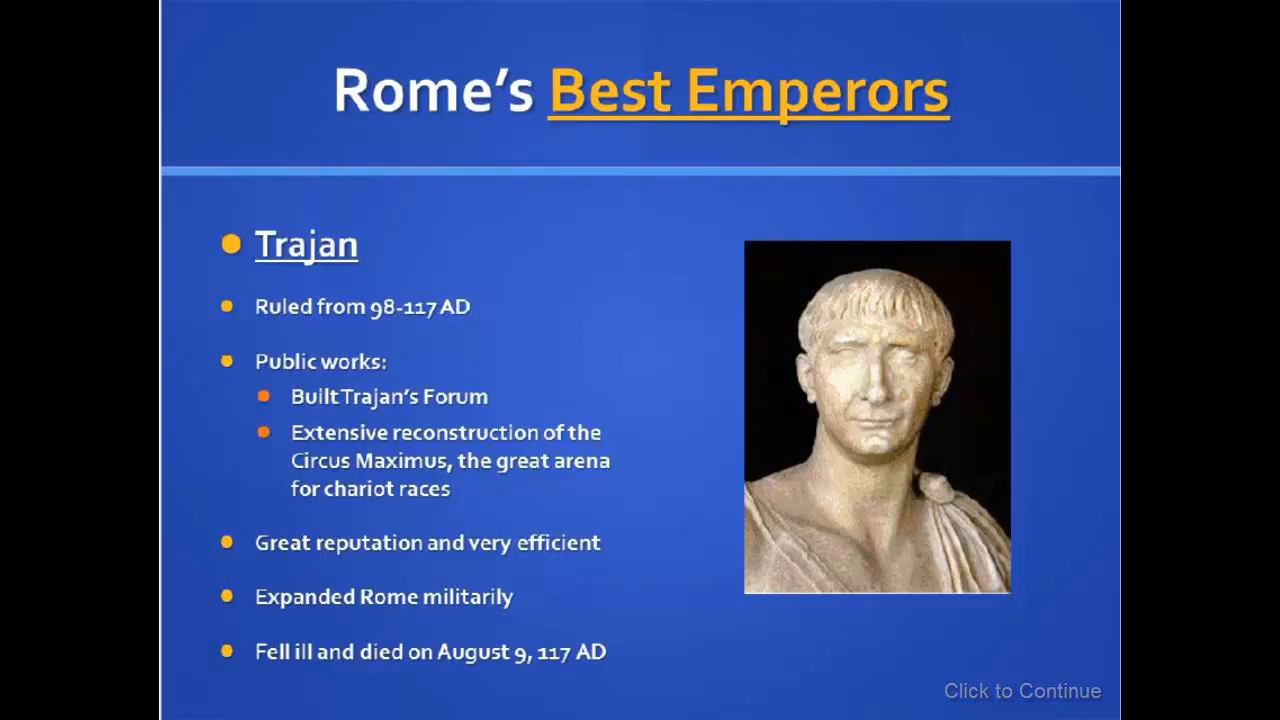 Rome's Best Emperors
Trajan
Ruled from 98-117 AD
Public works:
Built Trajan's Forum
Extensive reconstruction of the
Circus Maximus, the great arena
for chariot races
Great reputation and very efficient
Expanded Rome militarily
Fell ill and died on August 9, 117 AD
Click to Continue